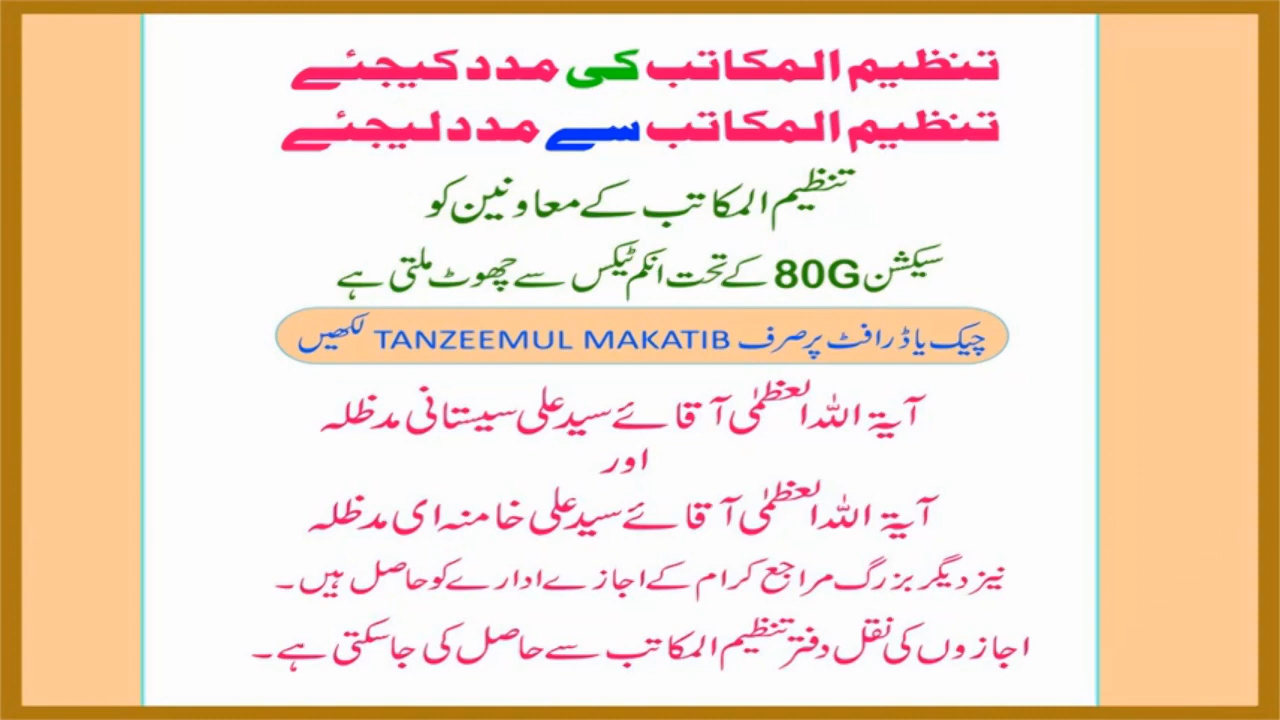 تنظیم المکاتب کی مدد کیجئے
تنظیم المکاتب سے مدد لیجئے
تنظیم المکاتب کے معاونین کو
سیکشن 80G کے تحت انکم ٹیکس سے چھوٹ ملتی ہے
چیک یا ڈرافٹ پر صرف TANZEEMUL MAKATIB لکھیں
آیۃ اللہ العظمٰی آقائے سید علی سیستانی مدظلہ
اور
آیۃ اللہ العظمٰی آقائے سید علی خامنہ ای مدظلہ
نیز دیگر بزرگ مراجع کرام کے اجازے ادارے کو حاصل ہیں۔
اجازوں کی نقل دفتر تنظیم المکاتب سے حاصل کی جاسکتی ہے۔